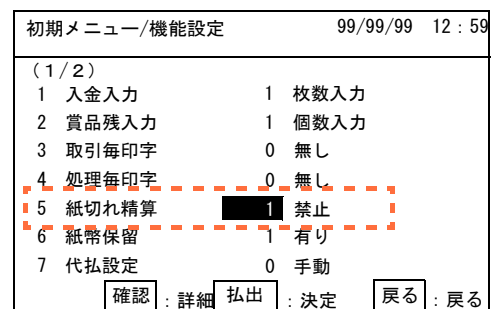 初期メニュー/機能設定 99/99/99 12:59
(1/2)
1 入金入力 1 枚数入力
2 賞品残入力 1 個数入力
3 取引毎印字 0 無し
4 処理毎印字 0 無し
5 紙切れ精算 1 禁止
6 紙幣保留 1 有り
7 代払設定 0 手動
確認:詳細 払出:決定 戻る:戻る